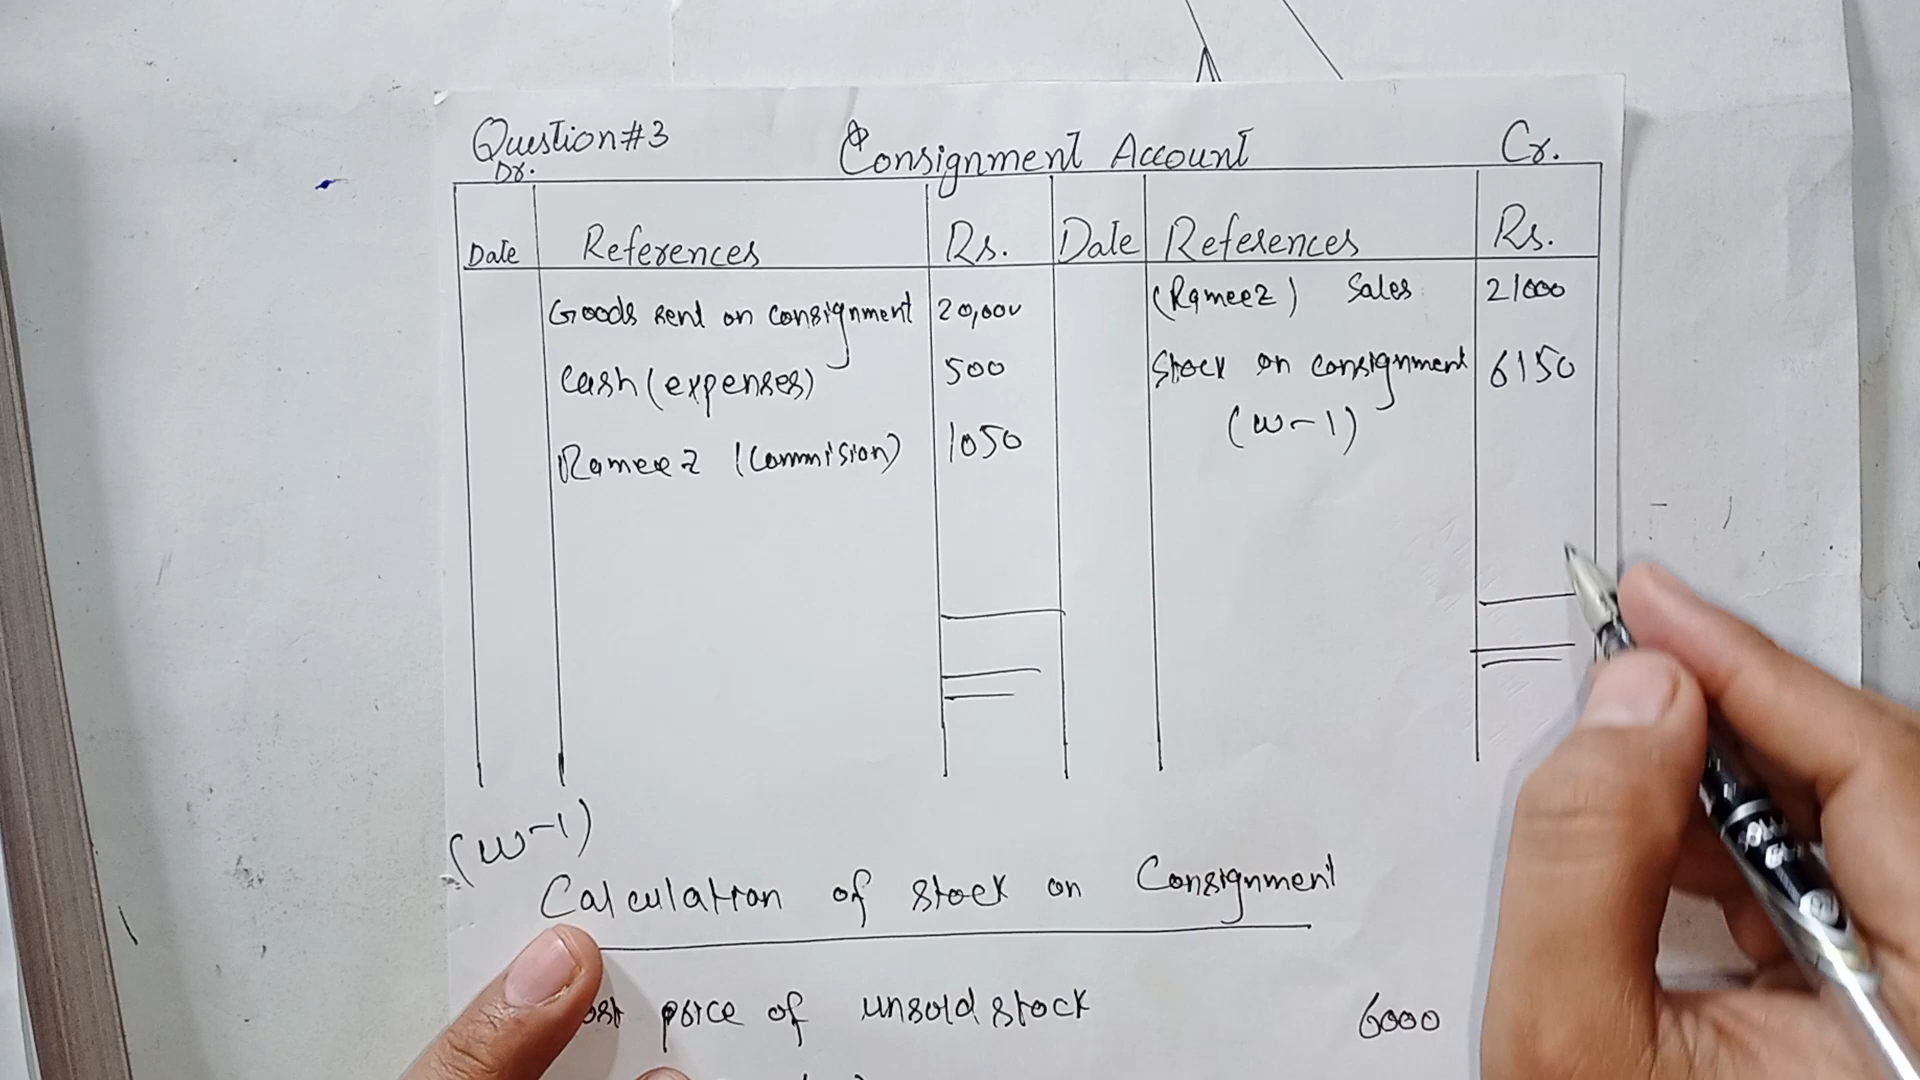 Question#3
Dr. Consignment Account Cr.
Date References Rs. Date References Rs.
Goods sent on consignment 20,000 (Rameez) Sales 21000
Cash (expenses) 500 Stock on consignment 6150
(W-1)
Rameez (Commision) 1050
(W-1)
Calculation of stock on Consignment
price of unsold stock 6000